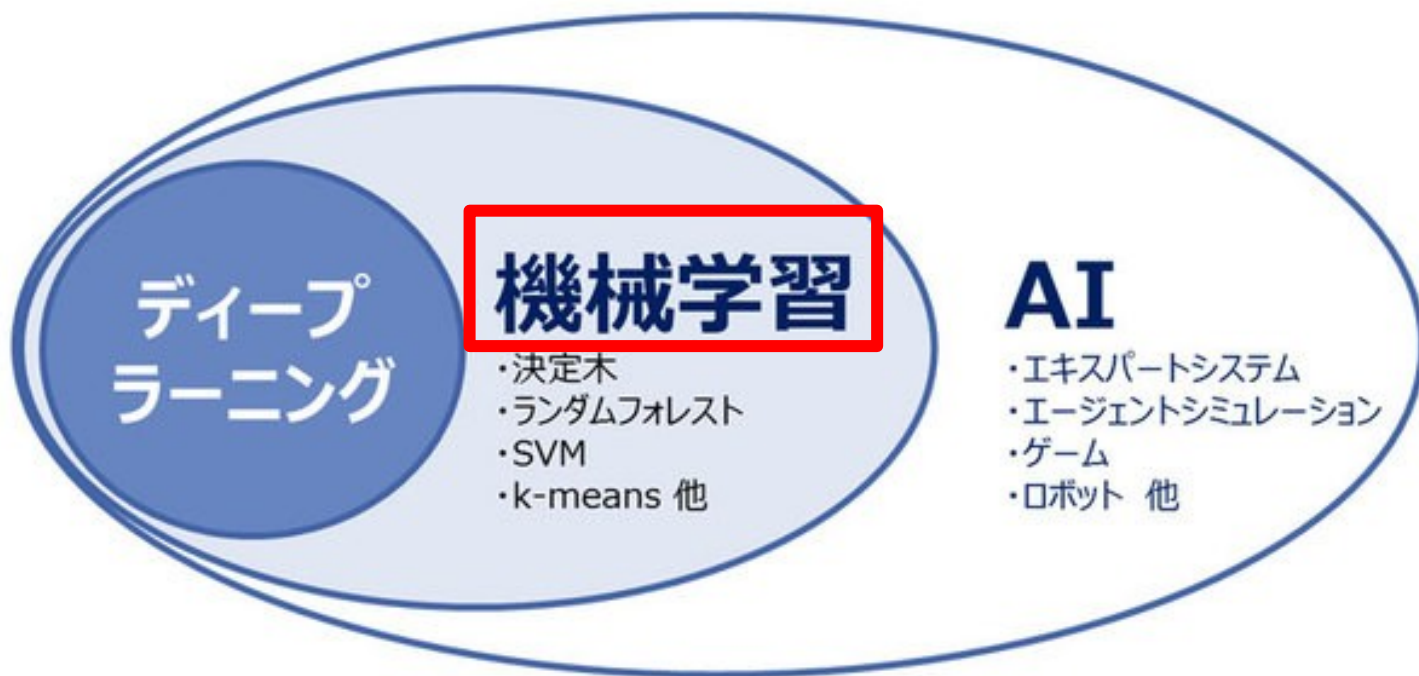 ディープ
ラーニング
機械学習
・決定木
・ランダムフォレスト
・SVM
・k-means 他
AI
・エキスパートシステム
・エージェントシミュレーション
・ゲーム
・ロボット 他